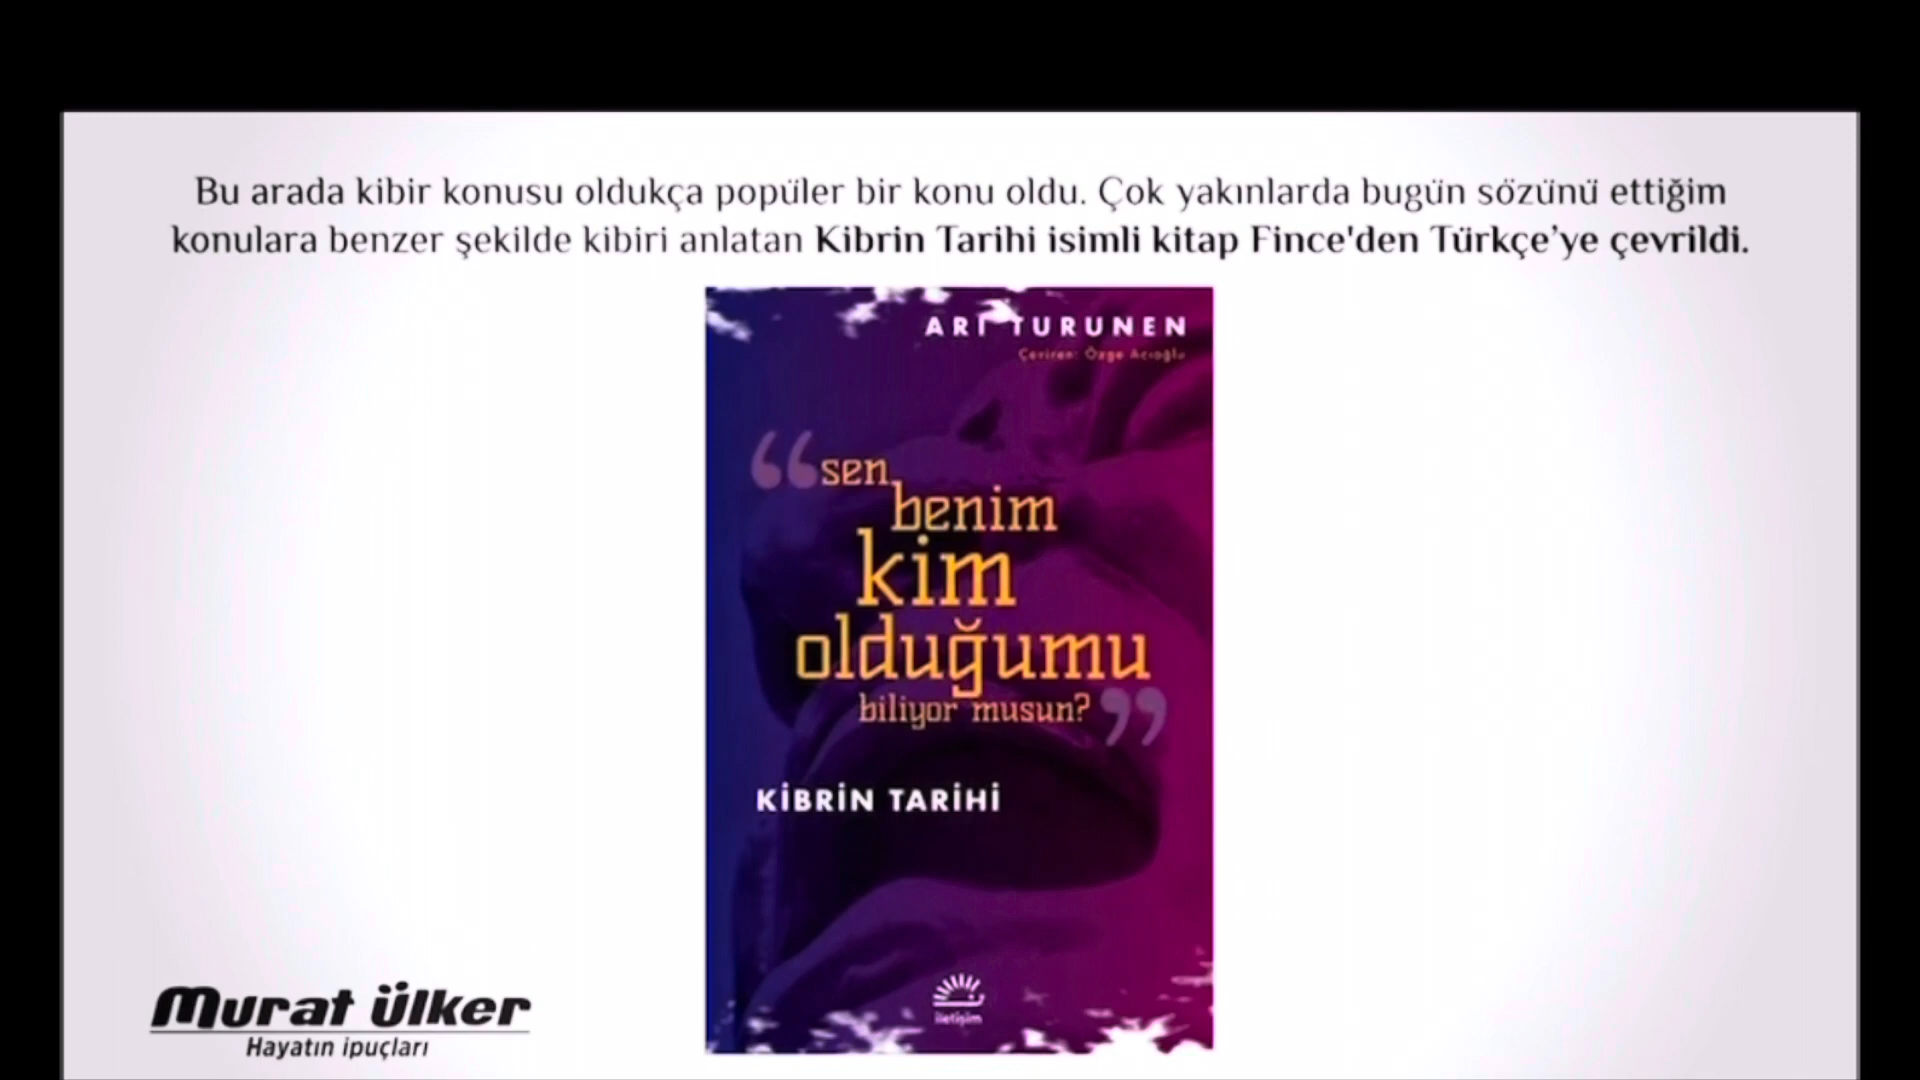 Bu arada kibir konusu oldukça popüler bir konu oldu. Çok yakınlarda bugün sözünü ettiğim
konulara benzer şekilde kibiri anlatan Kibrin Tarihi isimli kitap Fince'den Türkçe’ye çevrildi.
ARI TURUNEN
Çeviren: Özge Acıoğlu
“sen
benim
kim
olduğumu
biliyor musun?”
KİBRİN TARİHİ
iletişim
Murat Ülker
Hayatın ipuçları